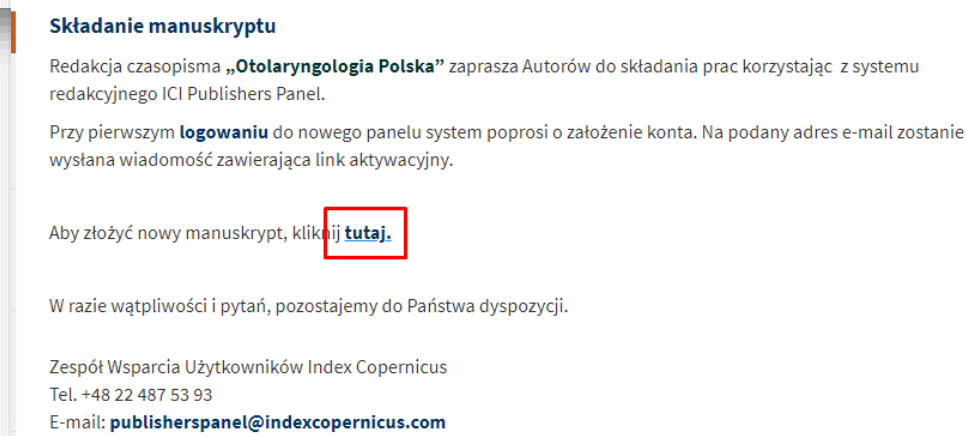 Składanie manuskryptu
Redakcja czasopisma „Otolaryngologia Polska” zaprasza Autorów do składania prac korzystając z systemu
redakcyjnego ICI Publishers Panel.
Przy pierwszym logowaniu do nowego panelu system poprosi o założenie konta. Na podany adres e-mail zostanie
wysłana wiadomość zawierająca link aktywacyjny.
Aby złożyć nowy manuskrypt, kliknij tutaj.
W razie wątpliwości i pytań, pozostajemy do Państwa dyspozycji.
Zespół Wsparcia Użytkowników Index Copernicus
Tel. +48 22 487 53 93
E-mail: publisherspanel@indexcopernicus.com